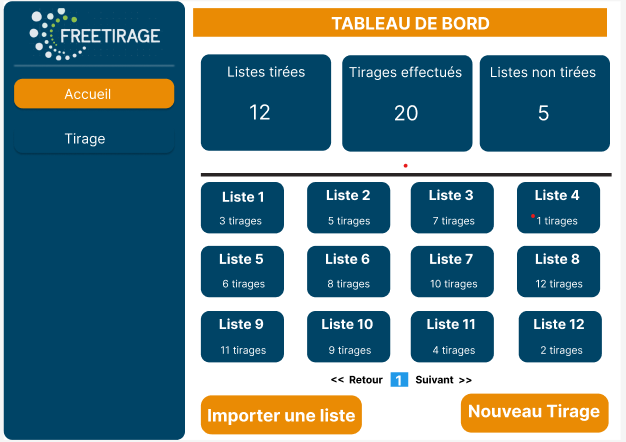 FREETIRAGE
Accueil
Tirage
TABLEAU DE BORD
Listes tirées
12
Tirages effectués
20
Listes non tirées
5
Liste 1
3 tirages
Liste 2
5 tirages
Liste 3
7 tirages
Liste 4
1 tirages
Liste 5
6 tirages
Liste 6
8 tirages
Liste 7
10 tirages
Liste 8
12 tirages
Liste 9
11 tirages
Liste 10
9 tirages
Liste 11
4 tirages
Liste 12
2 tirages
<< Retour 1 Suivant >>
Importer une liste
Nouveau Tirage